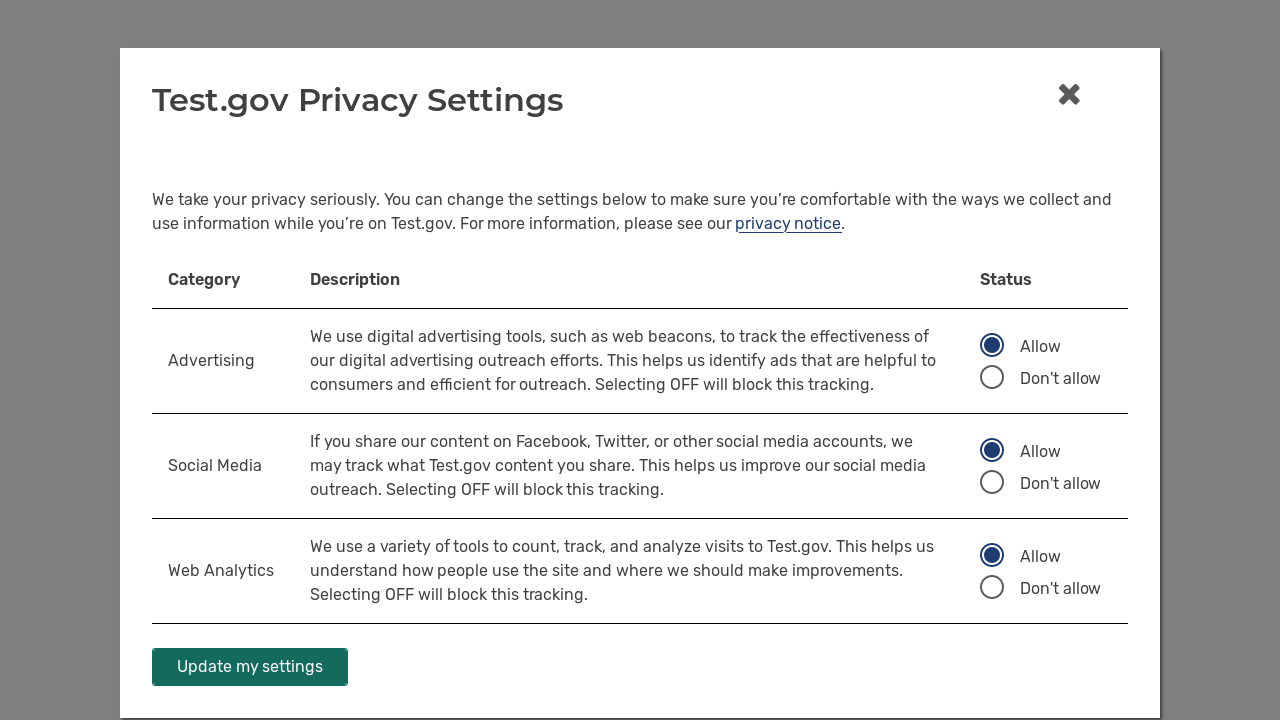 Test.gov Privacy Settings
We take your privacy seriously. You can change the settings below to make sure you’re comfortable with the ways we collect and
use information while you’re on Test.gov. For more information, please see our privacy notice.
Category Description Status
Advertising
We use digital advertising tools, such as web beacons, to track the effectiveness of
our digital advertising outreach efforts. This helps us identify ads that are helpful to
consumers and efficient for outreach. Selecting OFF will block this tracking.
Allow
Don't allow
Social Media
If you share our content on Facebook, Twitter, or other social media accounts, we
may track what Test.gov content you share. This helps us improve our social media
outreach. Selecting OFF will block this tracking.
Allow
Don't allow
Web Analytics
We use a variety of tools to count, track, and analyze visits to Test.gov. This helps us
understand how people use the site and where we should make improvements.
Selecting OFF will block this tracking.
Allow
Don't allow
Update my settings